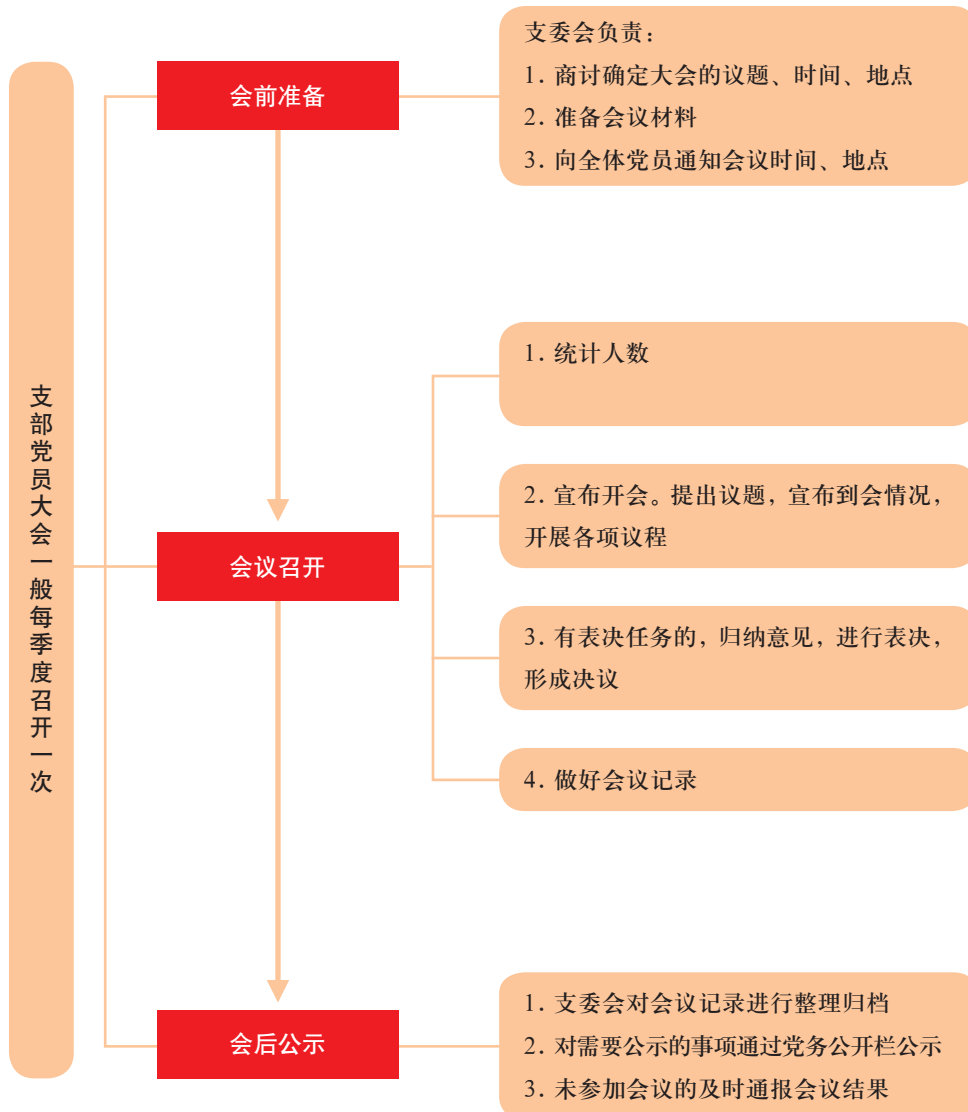 支部党员大会一般每季度召开一次
会前准备
支委会负责：
1. 商讨确定大会的议题、时间、地点
2. 准备会议材料
3. 向全体党员通知会议时间、地点
会议召开
1. 统计人数
2. 宣布开会。提出议题，宣布到会情况，
开展各项议程
3. 有表决任务的，归纳意见，进行表决，
形成决议
4. 做好会议记录
会后公示
1. 支委会对会议记录进行整理归档
2. 对需要公示的事项通过党务公开栏公示
3. 未参加会议的及时通报会议结果